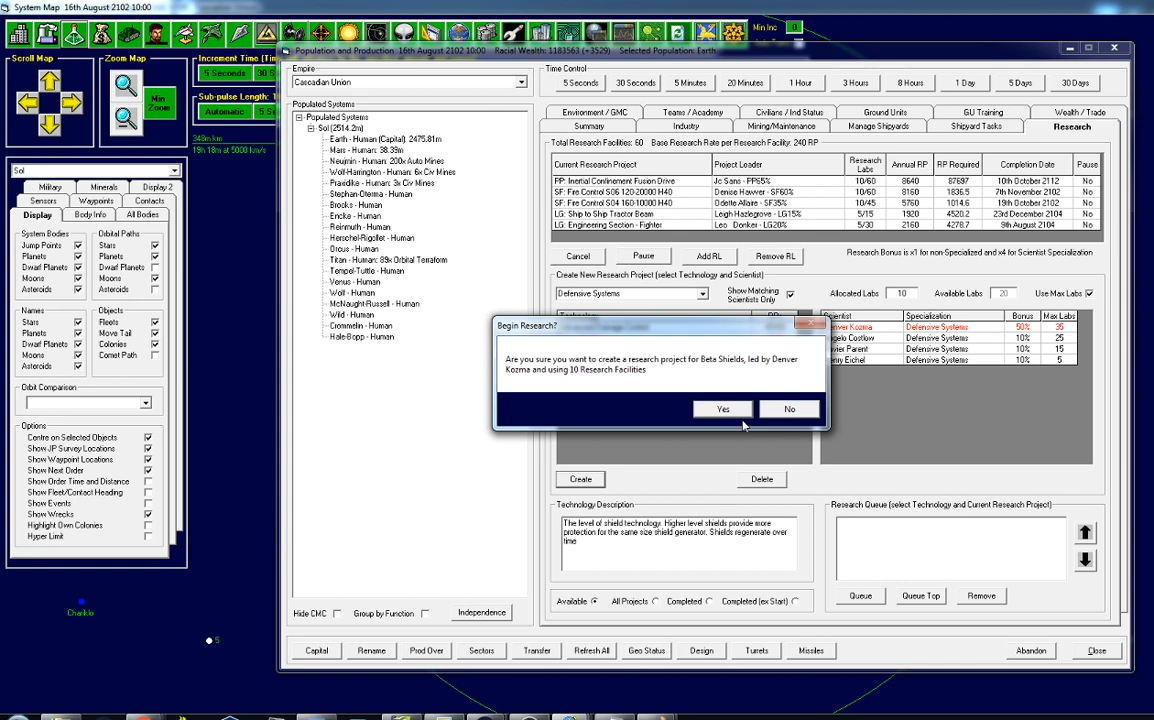 System Map 16th August 2102 10:00
Min Inc 0
Scroll Map
Zoom Map
Min Zoom
Increment Time
5 Seconds
Sub-pulse Length:
Automatic
348m km
19h 18m at 5000 km/s
Population and Production 16th August 2102 10:00 Racial Wealth: 1183563 (+3529) Selected Population: Earth
Empire
Cascadian Union
Populated Systems
Populated Systems
Sol (2514.2m)
Earth - Human (Capital) 2475.81m
Mars - Human: 38.39m
Neujmin - Human: 200x Auto Mines
Wolf-Harrington - Human: 6x Civ Mines
Praxidike - Human: 3x Civ Mines
Stephan-Oterma - Human
Brooks - Human
Encke - Human
Reinmuth - Human
Herschel-Rigollet - Human
Orcus - Human
Titan - Human: 89x Orbital Terraform
Tempel-Tuttle - Human
Venus - Human
Wolf - Human
McNaught-Russell - Human
Wild - Human
Crommelin - Human
Hale-Bopp - Human
Hide CMC
Group by Function
Independence
Time Control
5 Seconds 30 Seconds 5 Minutes 20 Minutes 1 Hour 3 Hours 8 Hours 1 Day 5 Days 30 Days
Environment / GMC Teams / Academy Civilians / Ind Status Ground Units GU Training Wealth / Trade
Summary Industry Mining/Maintenance Manage Shipyards Shipyard Tasks Research
Total Research Facilities: 60 Base Research Rate per Research Facility: 240 RP
Current Research Project Project Leader Research Labs Annual RP RP Required Completion Date Pause
PP: Inertial Confinement Fusion Drive Jc Sans - PP65% 10/60 8640 87697 10th October 2112 No
SF: Fire Control S06 120-20000 H40 Denise Hawver - SF60% 10/60 8160 1836.5 7th November 2102 No
SF: Fire Control S04 160-10000 H40 Odette Allaire - SF35% 10/45 5760 1014.6 19th October 2102 No
LG: Ship to Ship Tractor Beam Leigh Hazlegrove - LG15% 5/15 1920 4520.2 23rd December 2104 No
LG: Engineering Section - Fighter Leo Donker - LG20% 5/30 2160 4278.7 9th August 2104 No
Cancel Pause Add RL Remove RL
Research Bonus is x1 for non-Specialized and x4 for Scientist Specialization
Create New Research Project (select Technology and Scientist)
Defensive Systems
Show Matching Scientists Only
Allocated Labs 10
Available Labs 20
Use Max Labs
Scientist Specialization Bonus Max Labs
Kozma Defensive Systems 50% 35
Costlow Defensive Systems 10% 25
Parent Defensive Systems 10% 15
Eichel Defensive Systems 10% 5
Begin Research?
Are you sure you want to create a research project for Beta Shields, led by Denver
Kozma and using 10 Research Facilities
Yes No
Create
Delete
Technology Description
The level of shield technology. Higher level shields provide more
protection for the same size shield generator. Shields regenerate over
time
Research Queue (select Technology and Current Research Project)
Available All Projects Completed Completed (ex Start)
Queue Queue Top Remove
Capital Rename Prod Over Sectors Transfer Refresh All Geo Status Design Turrets Missiles Abandon Close
Sol
Military Minerals Display 2
Sensors Waypoints Contacts
Display Body Info All Bodies
System Bodies
Jump Points
Planets
Dwarf Planets
Moons
Asteroids
Orbital Paths
Stars
Planets
Dwarf Planets
Moons
Asteroids
Names
Stars
Planets
Dwarf Planets
Moons
Asteroids
Objects
Fleets
Move Tail
Colonies
Comet Path
Orbit Comparison
Options
Centre on Selected Objects
Show JP Survey Locations
Show Waypoint Locations
Show Next Order
Show Order Time and Distance
Show Fleet/Contact Heading
Show Events
Show Wrecks
Highlight Own Colonies
Hyper Limit
5